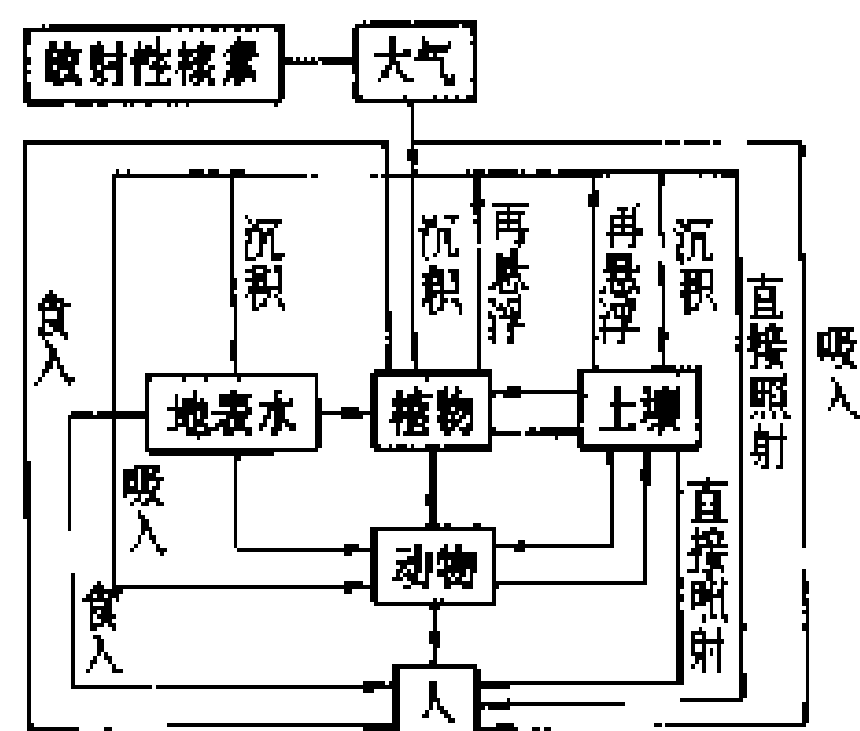 放射性核素
大气
沉积
沉积
再悬浮
再悬浮
沉积
直接照射
吸入
食入
地表水
植物
土壤
吸入
直接照射
动物
食入
人